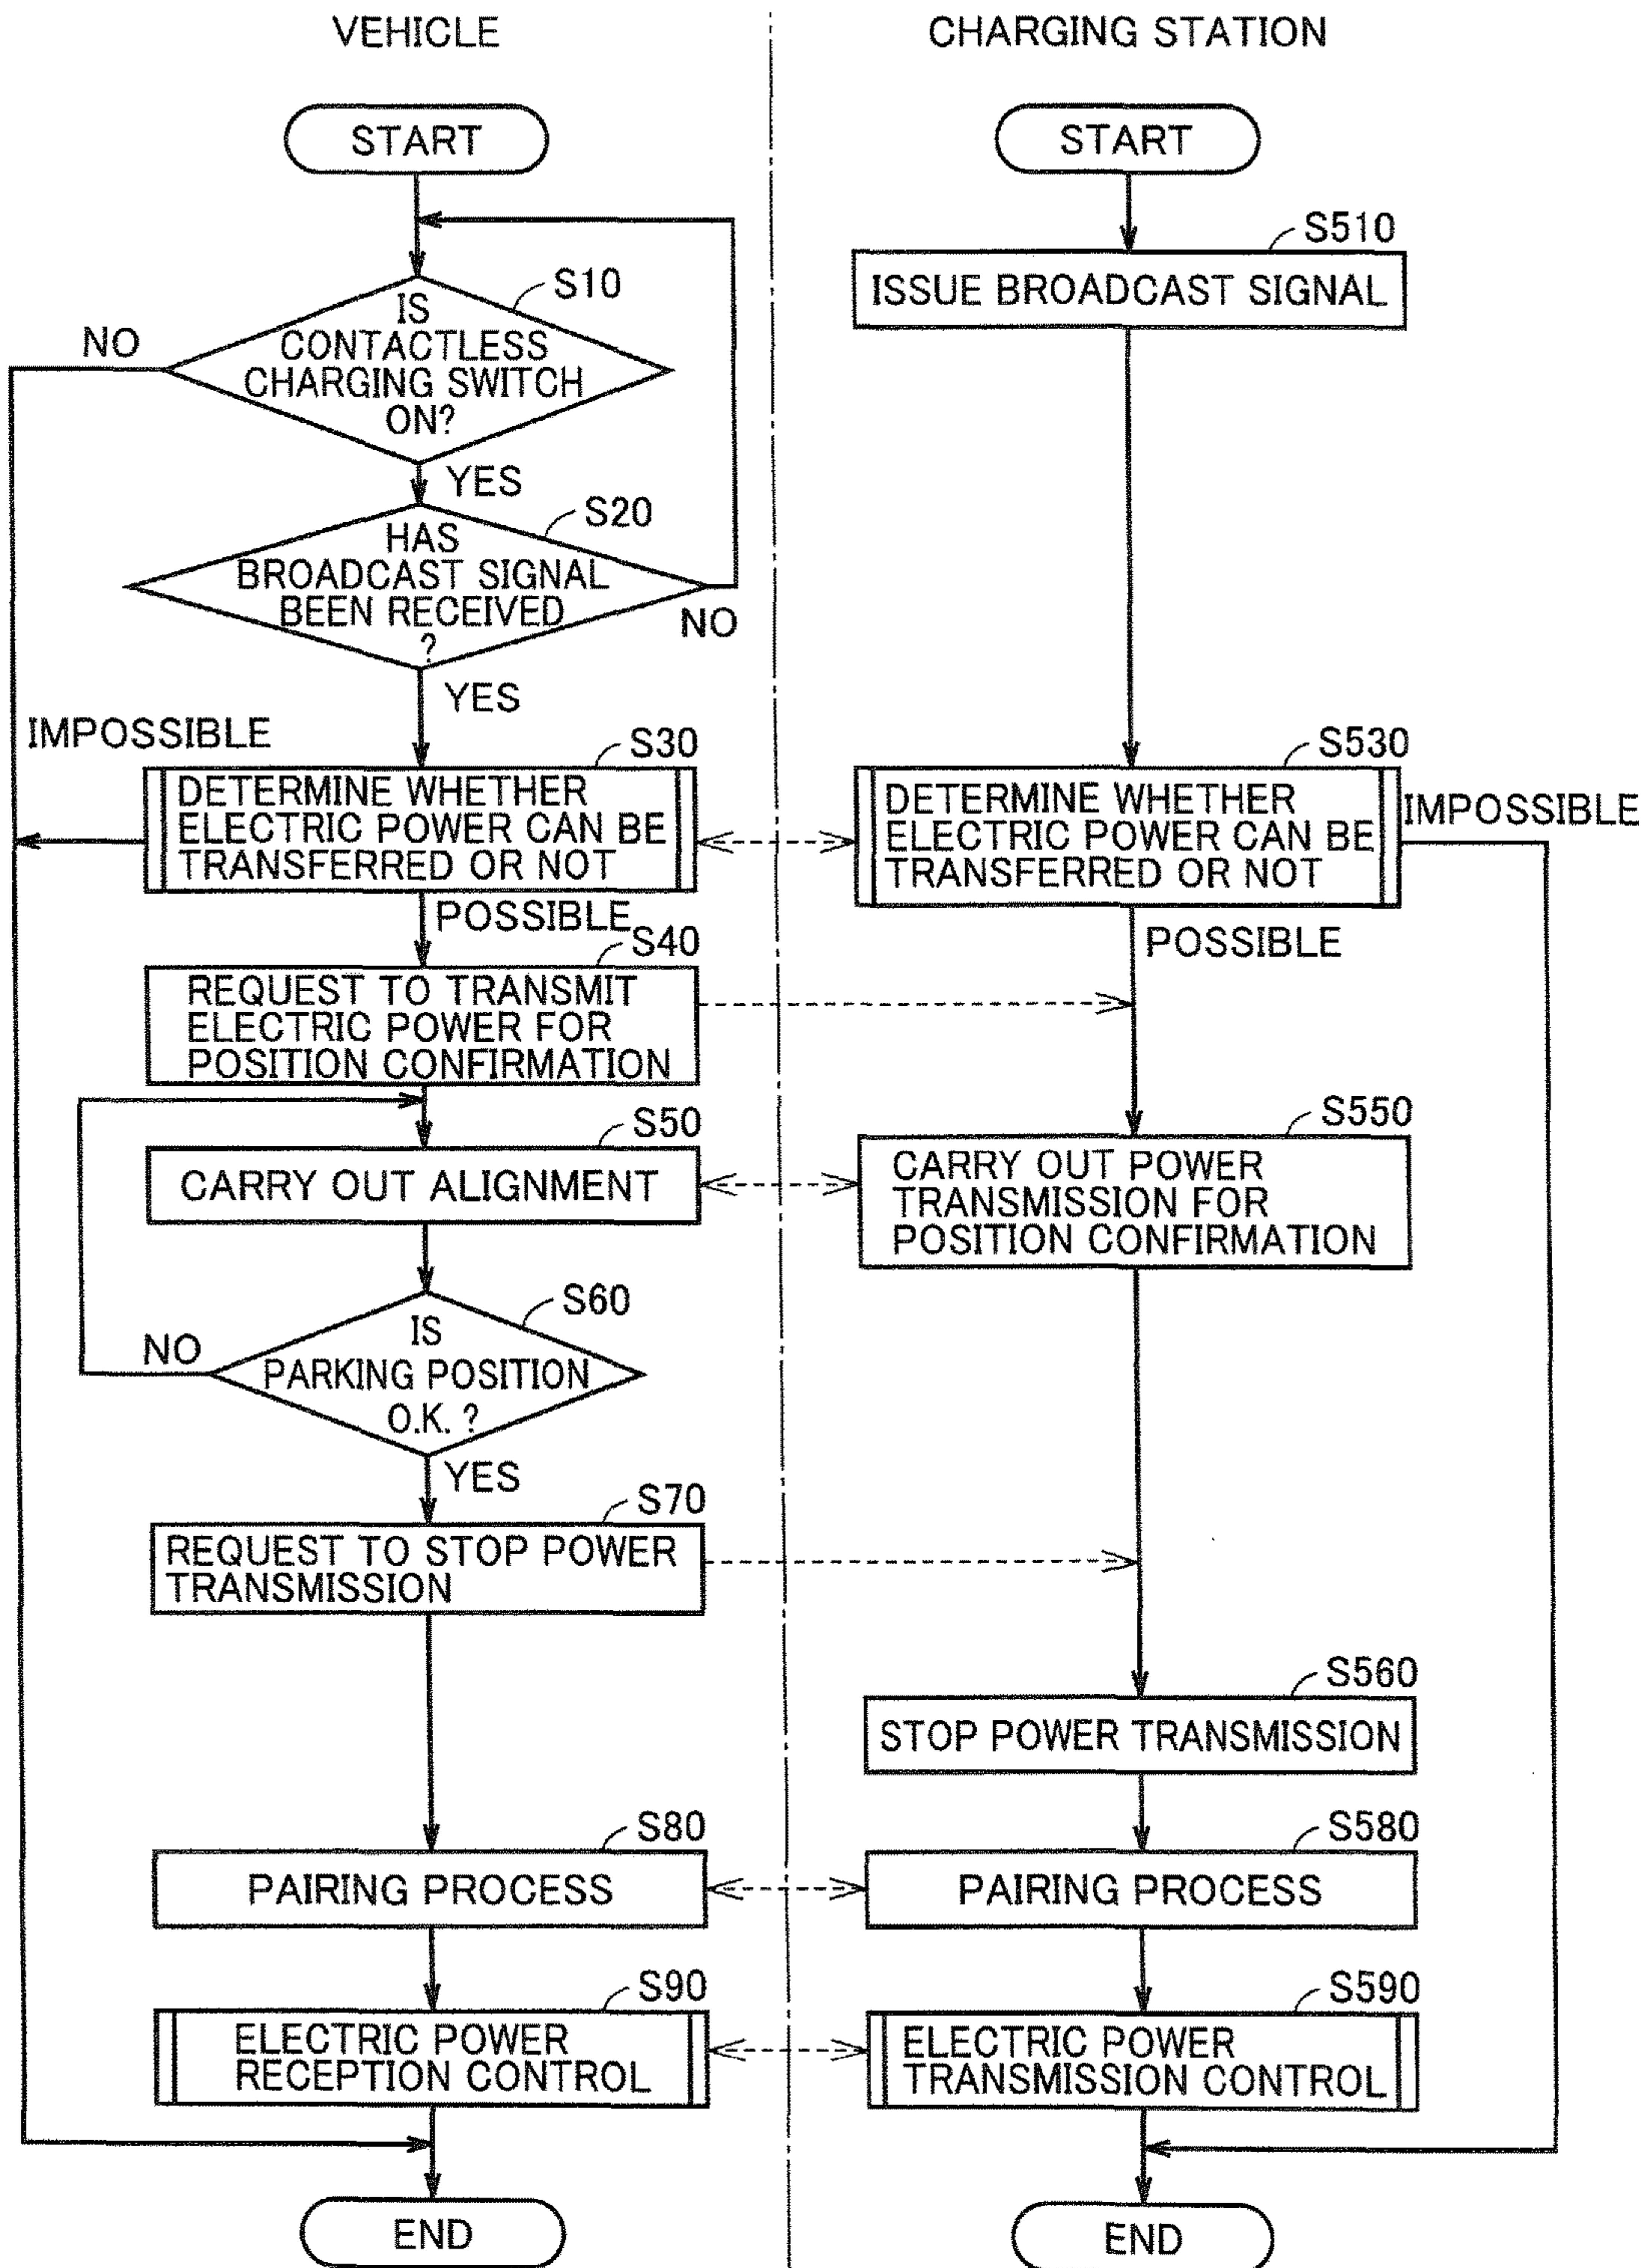 VEHICLE
START
S10
IS
CONTACTLESS
CHARGING SWITCH
ON?
NO
YES
S20
HAS
BROADCAST SIGNAL
BEEN RECEIVED
?
NO
YES
IMPOSSIBLE
S30
DETERMINE WHETHER
ELECTRIC POWER CAN BE
TRANSFERRED OR NOT
POSSIBLE
S40
REQUEST TO TRANSMIT
ELECTRIC POWER FOR
POSITION CONFIRMATION
S50
CARRY OUT ALIGNMENT
S60
IS
PARKING POSITION
O.K. ?
NO
YES
S70
REQUEST TO STOP POWER
TRANSMISSION
S80
PAIRING PROCESS
S90
ELECTRIC POWER
RECEPTION CONTROL
END
CHARGING STATION
START
S510
ISSUE BROADCAST SIGNAL
S530
DETERMINE WHETHER
ELECTRIC POWER CAN BE
TRANSFERRED OR NOT
IMPOSSIBLE
POSSIBLE
S550
CARRY OUT POWER
TRANSMISSION FOR
POSITION CONFIRMATION
S560
STOP POWER TRANSMISSION
S580
PAIRING PROCESS
S590
ELECTRIC POWER
TRANSMISSION CONTROL
END